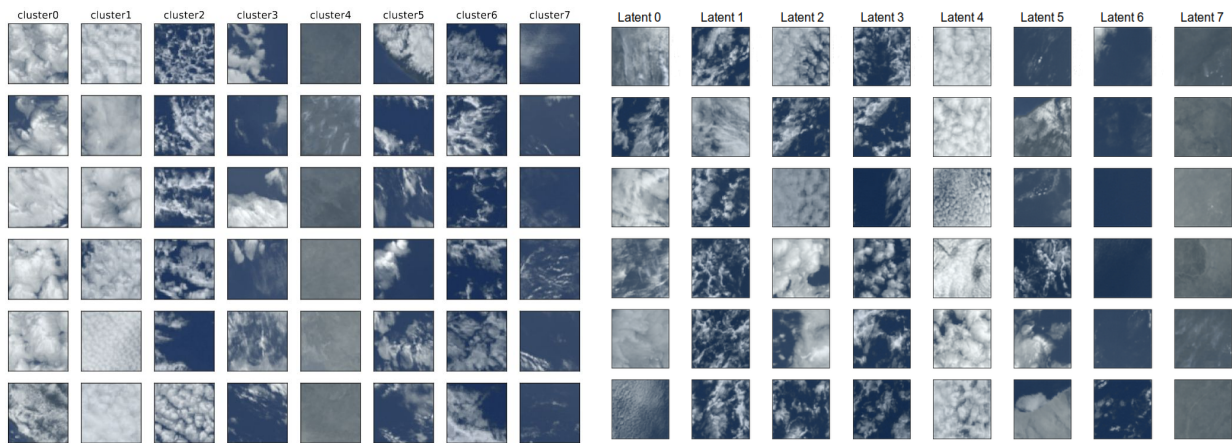 cluster0 cluster1 cluster2 cluster3 cluster4 cluster5 cluster6 cluster7
Latent 0 Latent 1 Latent 2 Latent 3 Latent 4 Latent 5 Latent 6 Latent 7